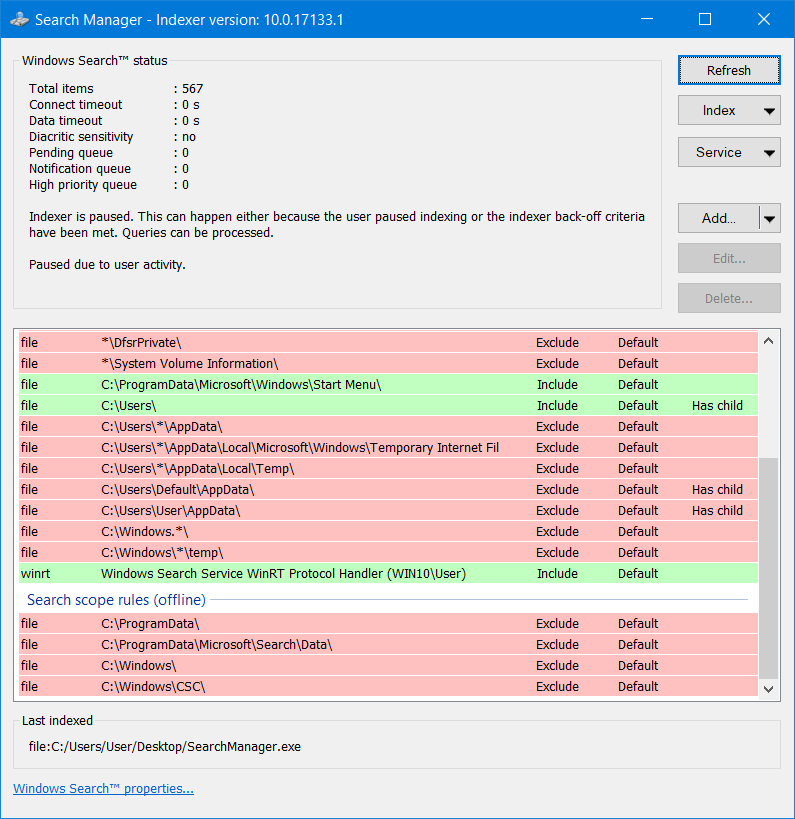 Search Manager - Indexer version: 10.0.17133.1
Windows Search™ status
Total items : 567
Connect timeout : 0 s
Data timeout : 0 s
Diacritic sensitivity : no
Pending queue : 0
Notification queue : 0
High priority queue : 0
Indexer is paused. This can happen either because the user paused indexing or the indexer back-off criteria
have been met. Queries can be processed.
Paused due to user activity.
Refresh
Index
Service
Add...
Edit...
Delete...
file *\DfsrPrivate\ Exclude Default
file *\System Volume Information\ Exclude Default
file C:\ProgramData\Microsoft\Windows\Start Menu\ Include Default
file C:\Users\ Include Default Has child
file C:\Users\*\AppData\ Exclude Default
file C:\Users\*\AppData\Local\Microsoft\Windows\Temporary Internet Fil Exclude Default
file C:\Users\*\AppData\Local\Temp\ Exclude Default
file C:\Users\Default\AppData\ Exclude Default Has child
file C:\Users\User\AppData\ Exclude Default Has child
file C:\Windows.*\ Exclude Default
file C:\Windows\*\temp\ Exclude Default
winrt Windows Search Service WinRT Protocol Handler (WIN10\User) Include Default
Search scope rules (offline)
file C:\ProgramData\ Exclude Default
file C:\ProgramData\Microsoft\Search\Data\ Exclude Default
file C:\Windows\ Exclude Default
file C:\Windows\CSC\ Exclude Default
Last indexed
file:C:/Users/User/Desktop/SearchManager.exe
Windows Search™ properties...